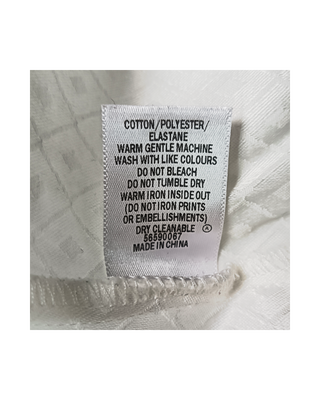 COTTON/POLYESTER/
ELASTANE
WARM GENTLE MACHINE
WASH WITH LIKE COLOURS
DO NOT BLEACH
DO NOT TUMBLE DRY
WARM IRON INSIDE OUT
(DO NOT IRON PRINTS
OR EMBELLISHMENTS)
DRY CLEANABLE Ⓐ
56590067
MADE IN CHINA